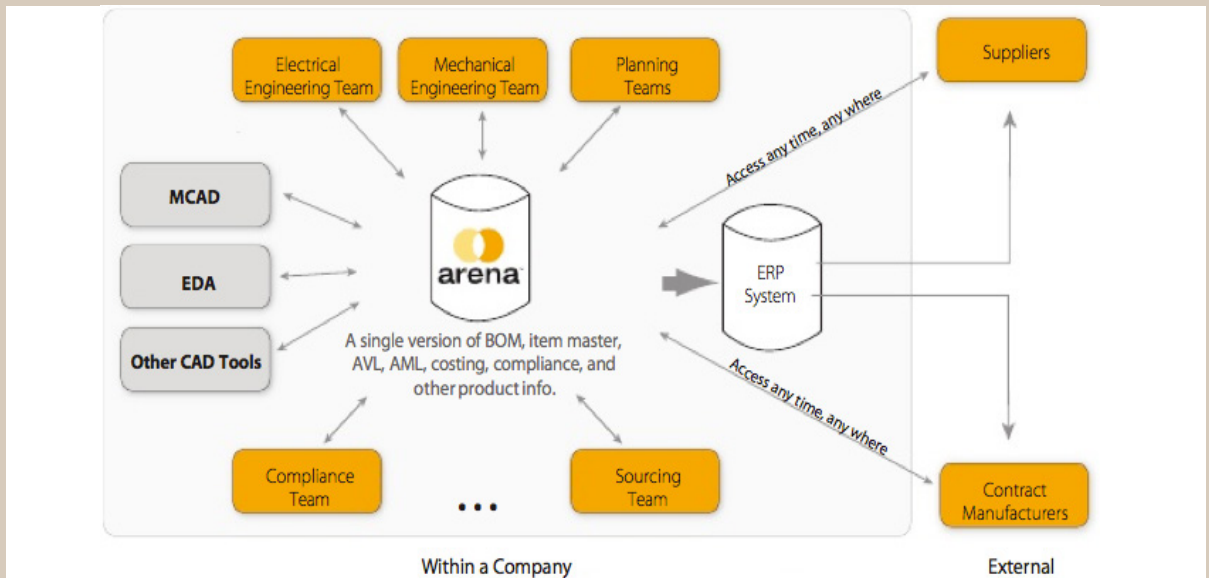 Electrical
Engineering Team
Mechanical
Engineering Team
Planning
Teams
Suppliers
Access any time, any where
MCAD
EDA
Other CAD Tools
arena
ERP
System
A single version of BOM, item master,
AVL, AML, costing, compliance, and
other product info.
Access any time, any where
Compliance
Team
...
Sourcing
Team
Contract
Manufacturers
Within a Company
External